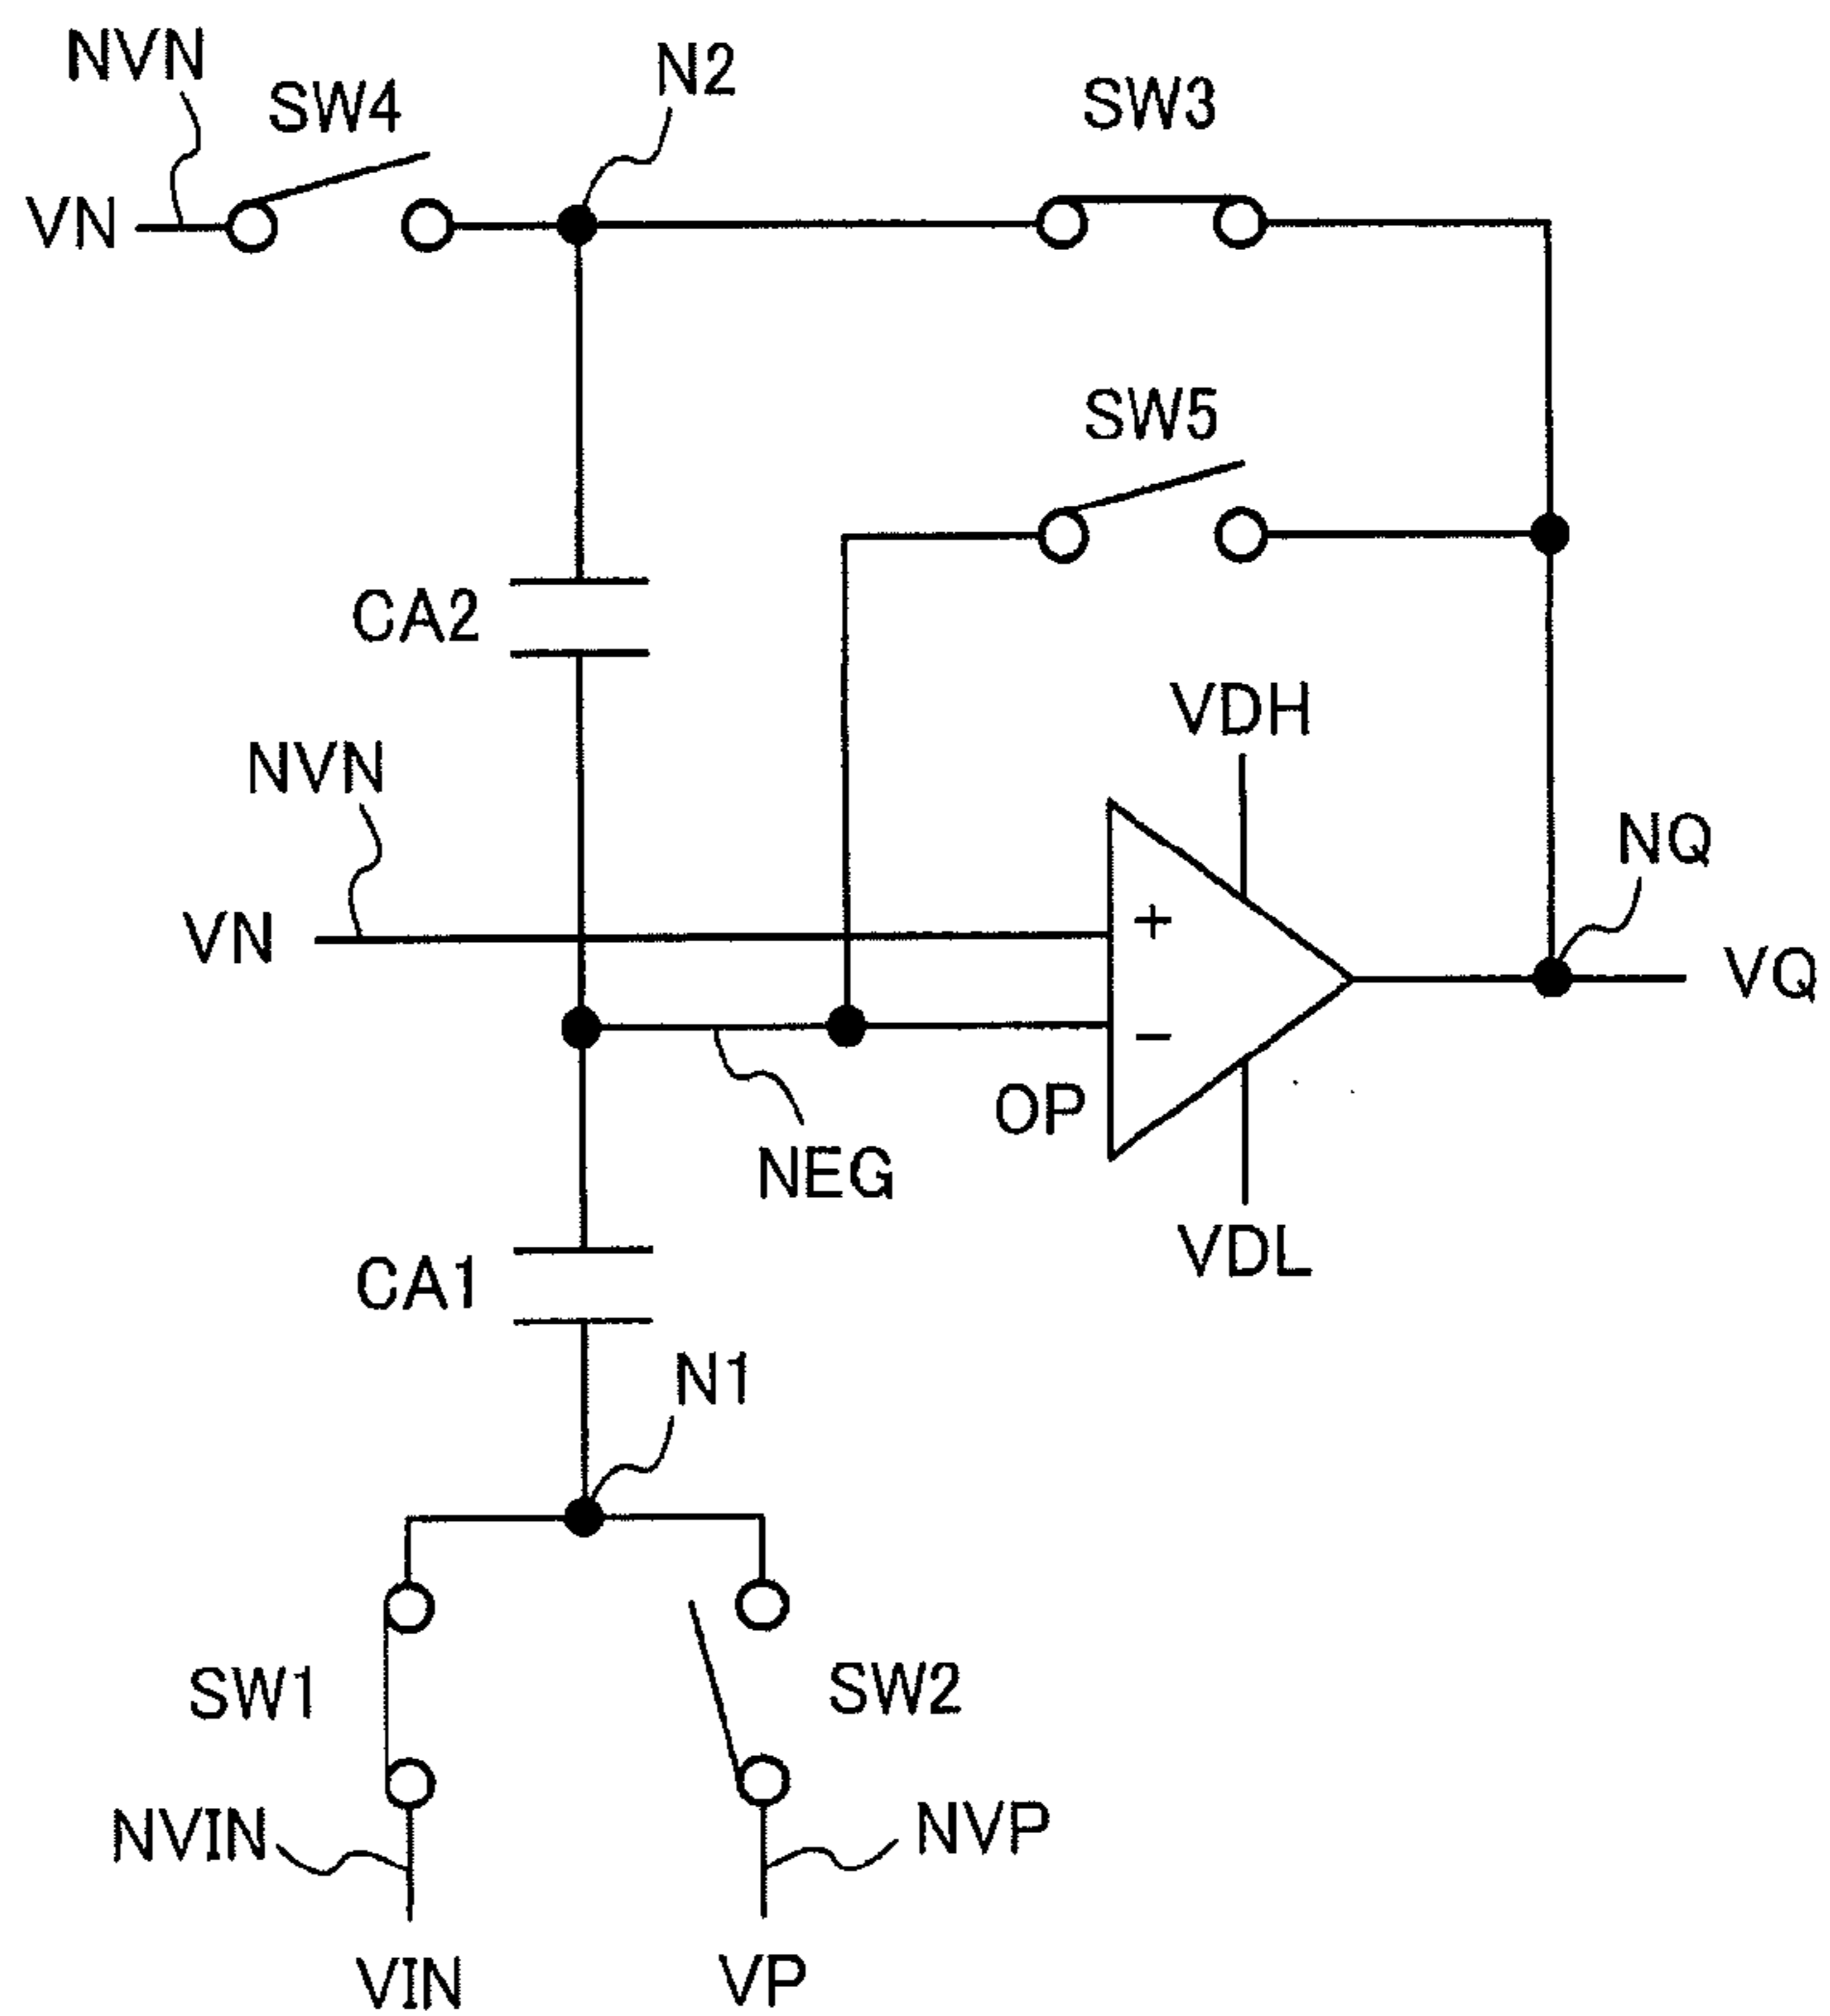 NVN
SW4
N2
SW3
VN
SW5
CA2
VDH
NVN
NQ
VN
+
VQ
−
OP
NEG
VDL
CA1
N1
SW1
SW2
NVIN
NVP
VIN
VP